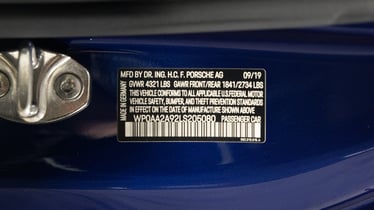 MFD BY DR. ING. H.C. F. PORSCHE AG 09/19
GVWR 4321 LBS GAWR FRONT/REAR 1841/2734 LBS
THIS VEHICLE CONFORMS TO ALL APPLICABLE U.S. FEDERAL MOTOR VEHICLE
SAFETY, BUMPER, AND THEFT PREVENTION STANDARDS IN
EFFECT ON THE DATE OF MANUFACTURE SHOWN ABOVE.
WP0AA2A92LS205080 PASSENGER CAR
MADE IN GERMANY